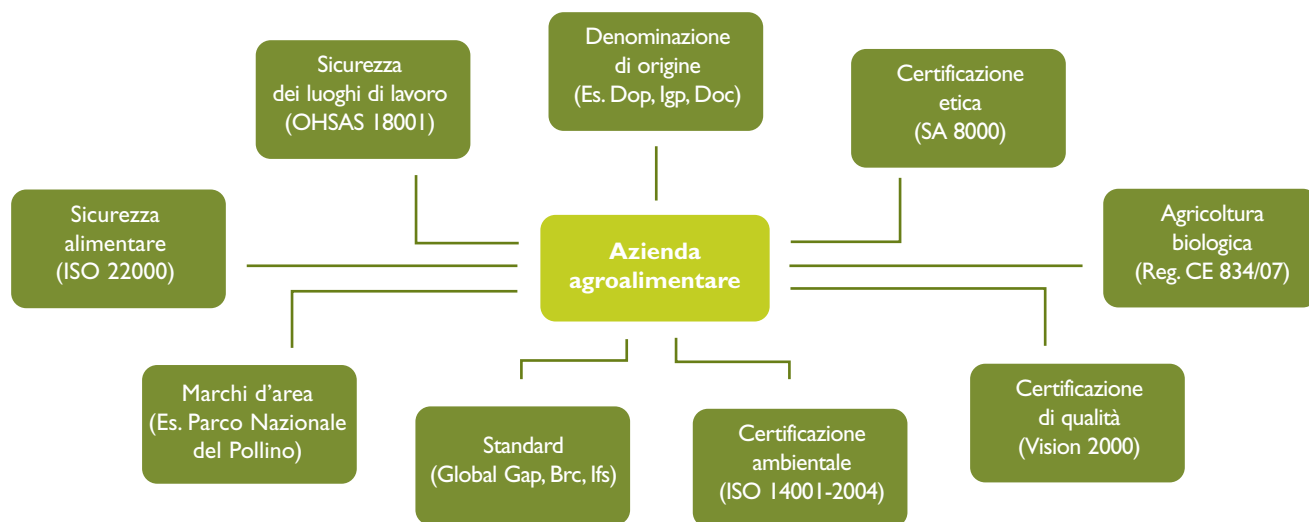 Denominazione
di origine
(Es. Dop, Igp, Doc)
Sicurezza
dei luoghi di lavoro
(OHSAS 18001)
Certificazione
etica
(SA 8000)
Sicurezza
alimentare
(ISO 22000)
Azienda
agroalimentare
Agricoltura
biologica
(Reg. CE 834/07)
Marchi d’area
(Es. Parco Nazionale
del Pollino)
Standard
(Global Gap, Brc, Ifs)
Certificazione
ambientale
(ISO 14001-2004)
Certificazione
di qualità
(Vision 2000)